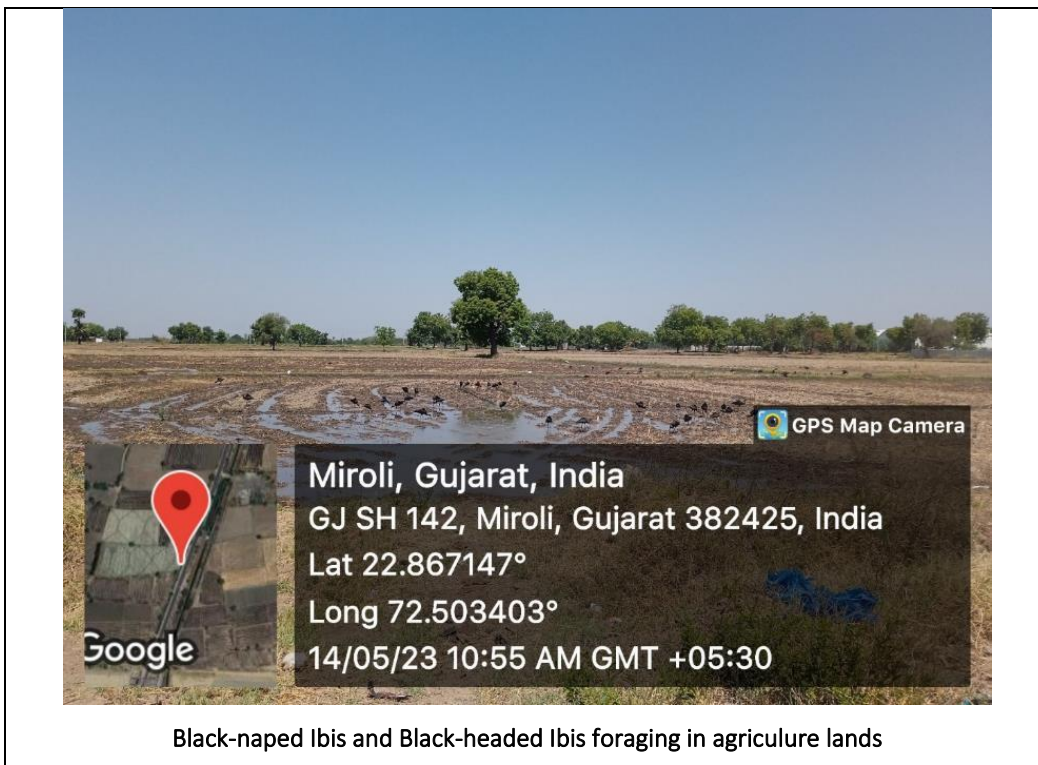 GPS Map Camera
Miroli, Gujarat, India
GJ SH 142, Miroli, Gujarat 382425, India
Lat 22.867147°
Long 72.503403°
14/05/23 10:55 AM GMT +05:30
Google
Black-naped Ibis and Black-headed Ibis foraging in agriculure lands